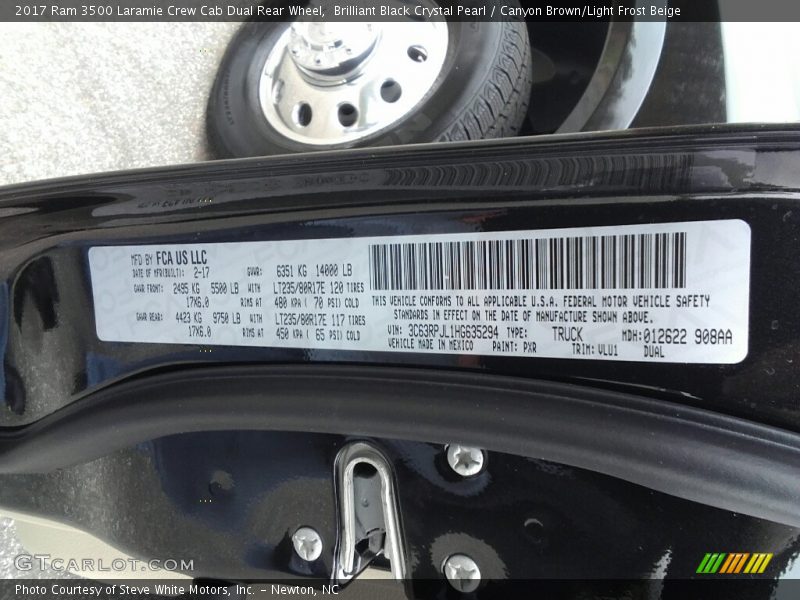 2017 Ram 3500 Laramie Crew Cab Dual Rear Wheel,  Brilliant Black Crystal Pearl / Canyon Brown/Light Frost Beige
MFD BY FCA US LLC
DATE OF MFR(BUILT): 2-17 GVWR: 6351 KG 14000 LB
GAWR FRONT: 2495 KG 5500 LB WITH LT235/80R17E 120 TIRES
17X6.0 RIMS AT 480 KPA ( 70 PSI) COLD
GAWR REAR: 4423 KG 9750 LB WITH LT235/80R17E 117 TIRES
17X6.0 RIMS AT 450 KPA ( 65 PSI) COLD
THIS VEHICLE CONFORMS TO ALL APPLICABLE U.S.A. FEDERAL MOTOR VEHICLE SAFETY
STANDARDS IN EFFECT ON THE DATE OF MANUFACTURE SHOWN ABOVE.
VIN: 3C63RPJL1HG635294 TYPE: TRUCK MDH: 012622 908AA
VEHICLE MADE IN MEXICO PAINT: PXR TRIM: VLU1 DUAL
GTCarLot.com
Photo Courtesy of Steve White Motors, Inc. - Newton, NC